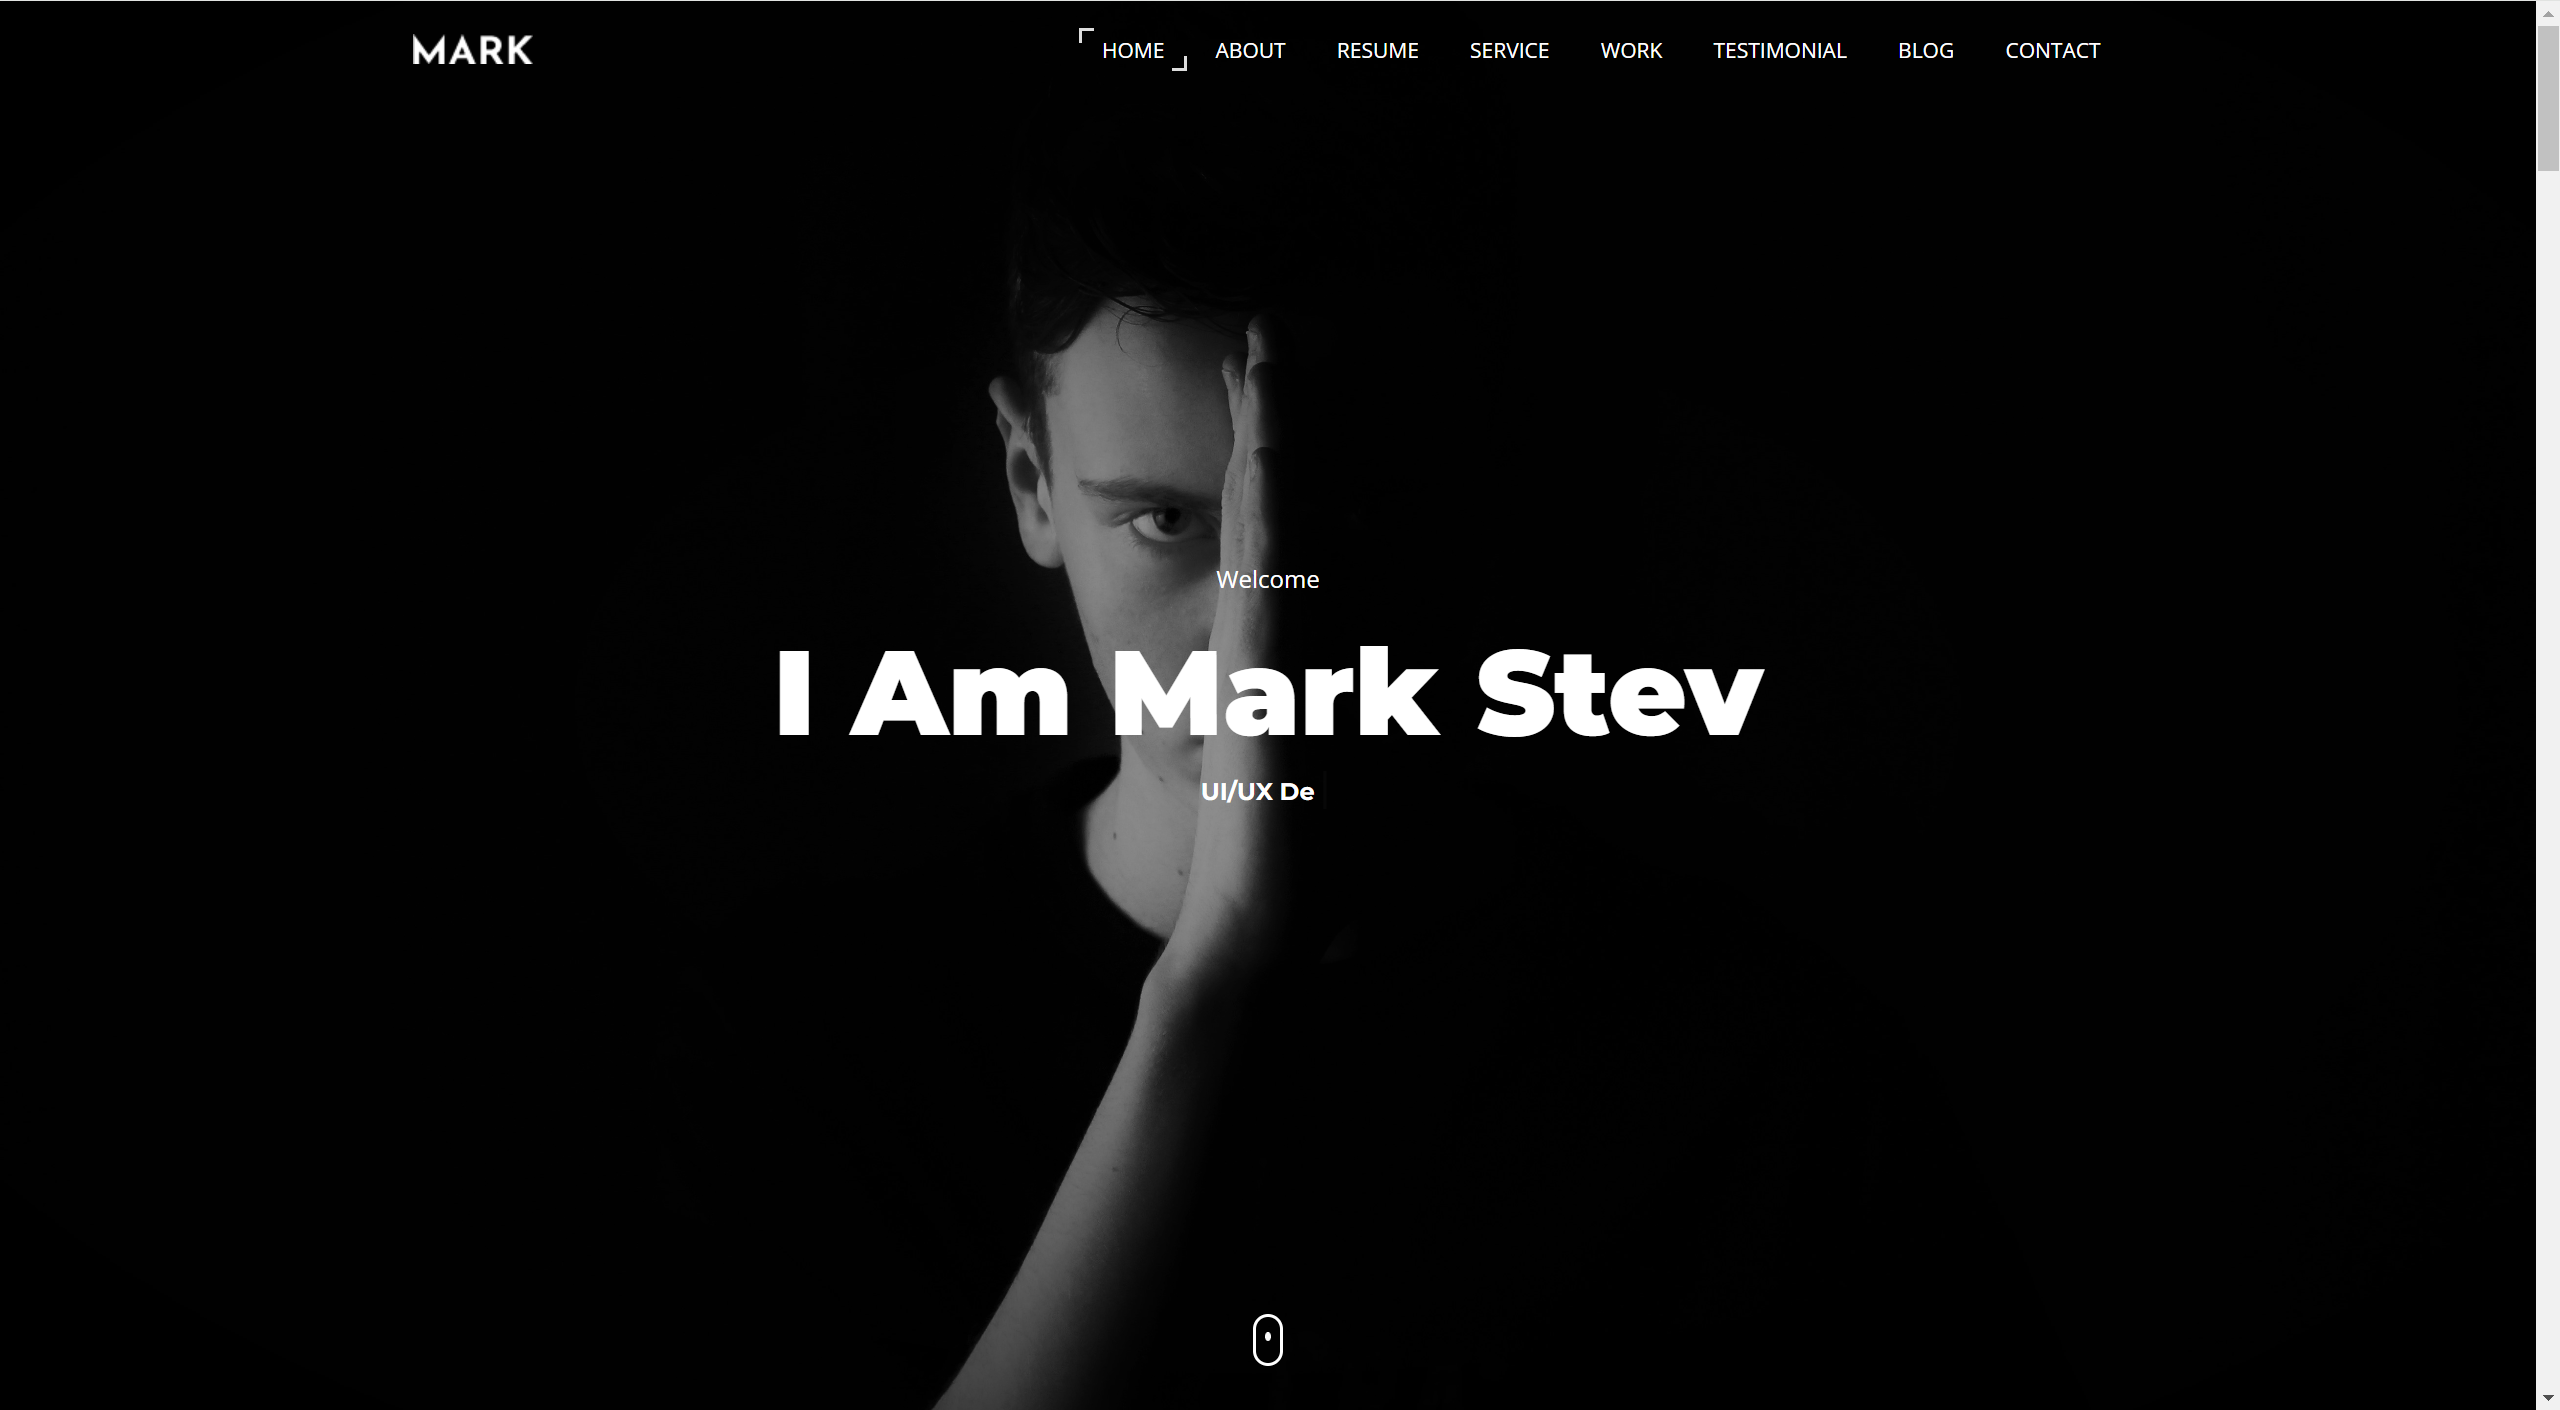 MARK
HOME ABOUT RESUME SERVICE WORK TESTIMONIAL BLOG CONTACT
Welcome
I Am Mark Stev
UI/UX De